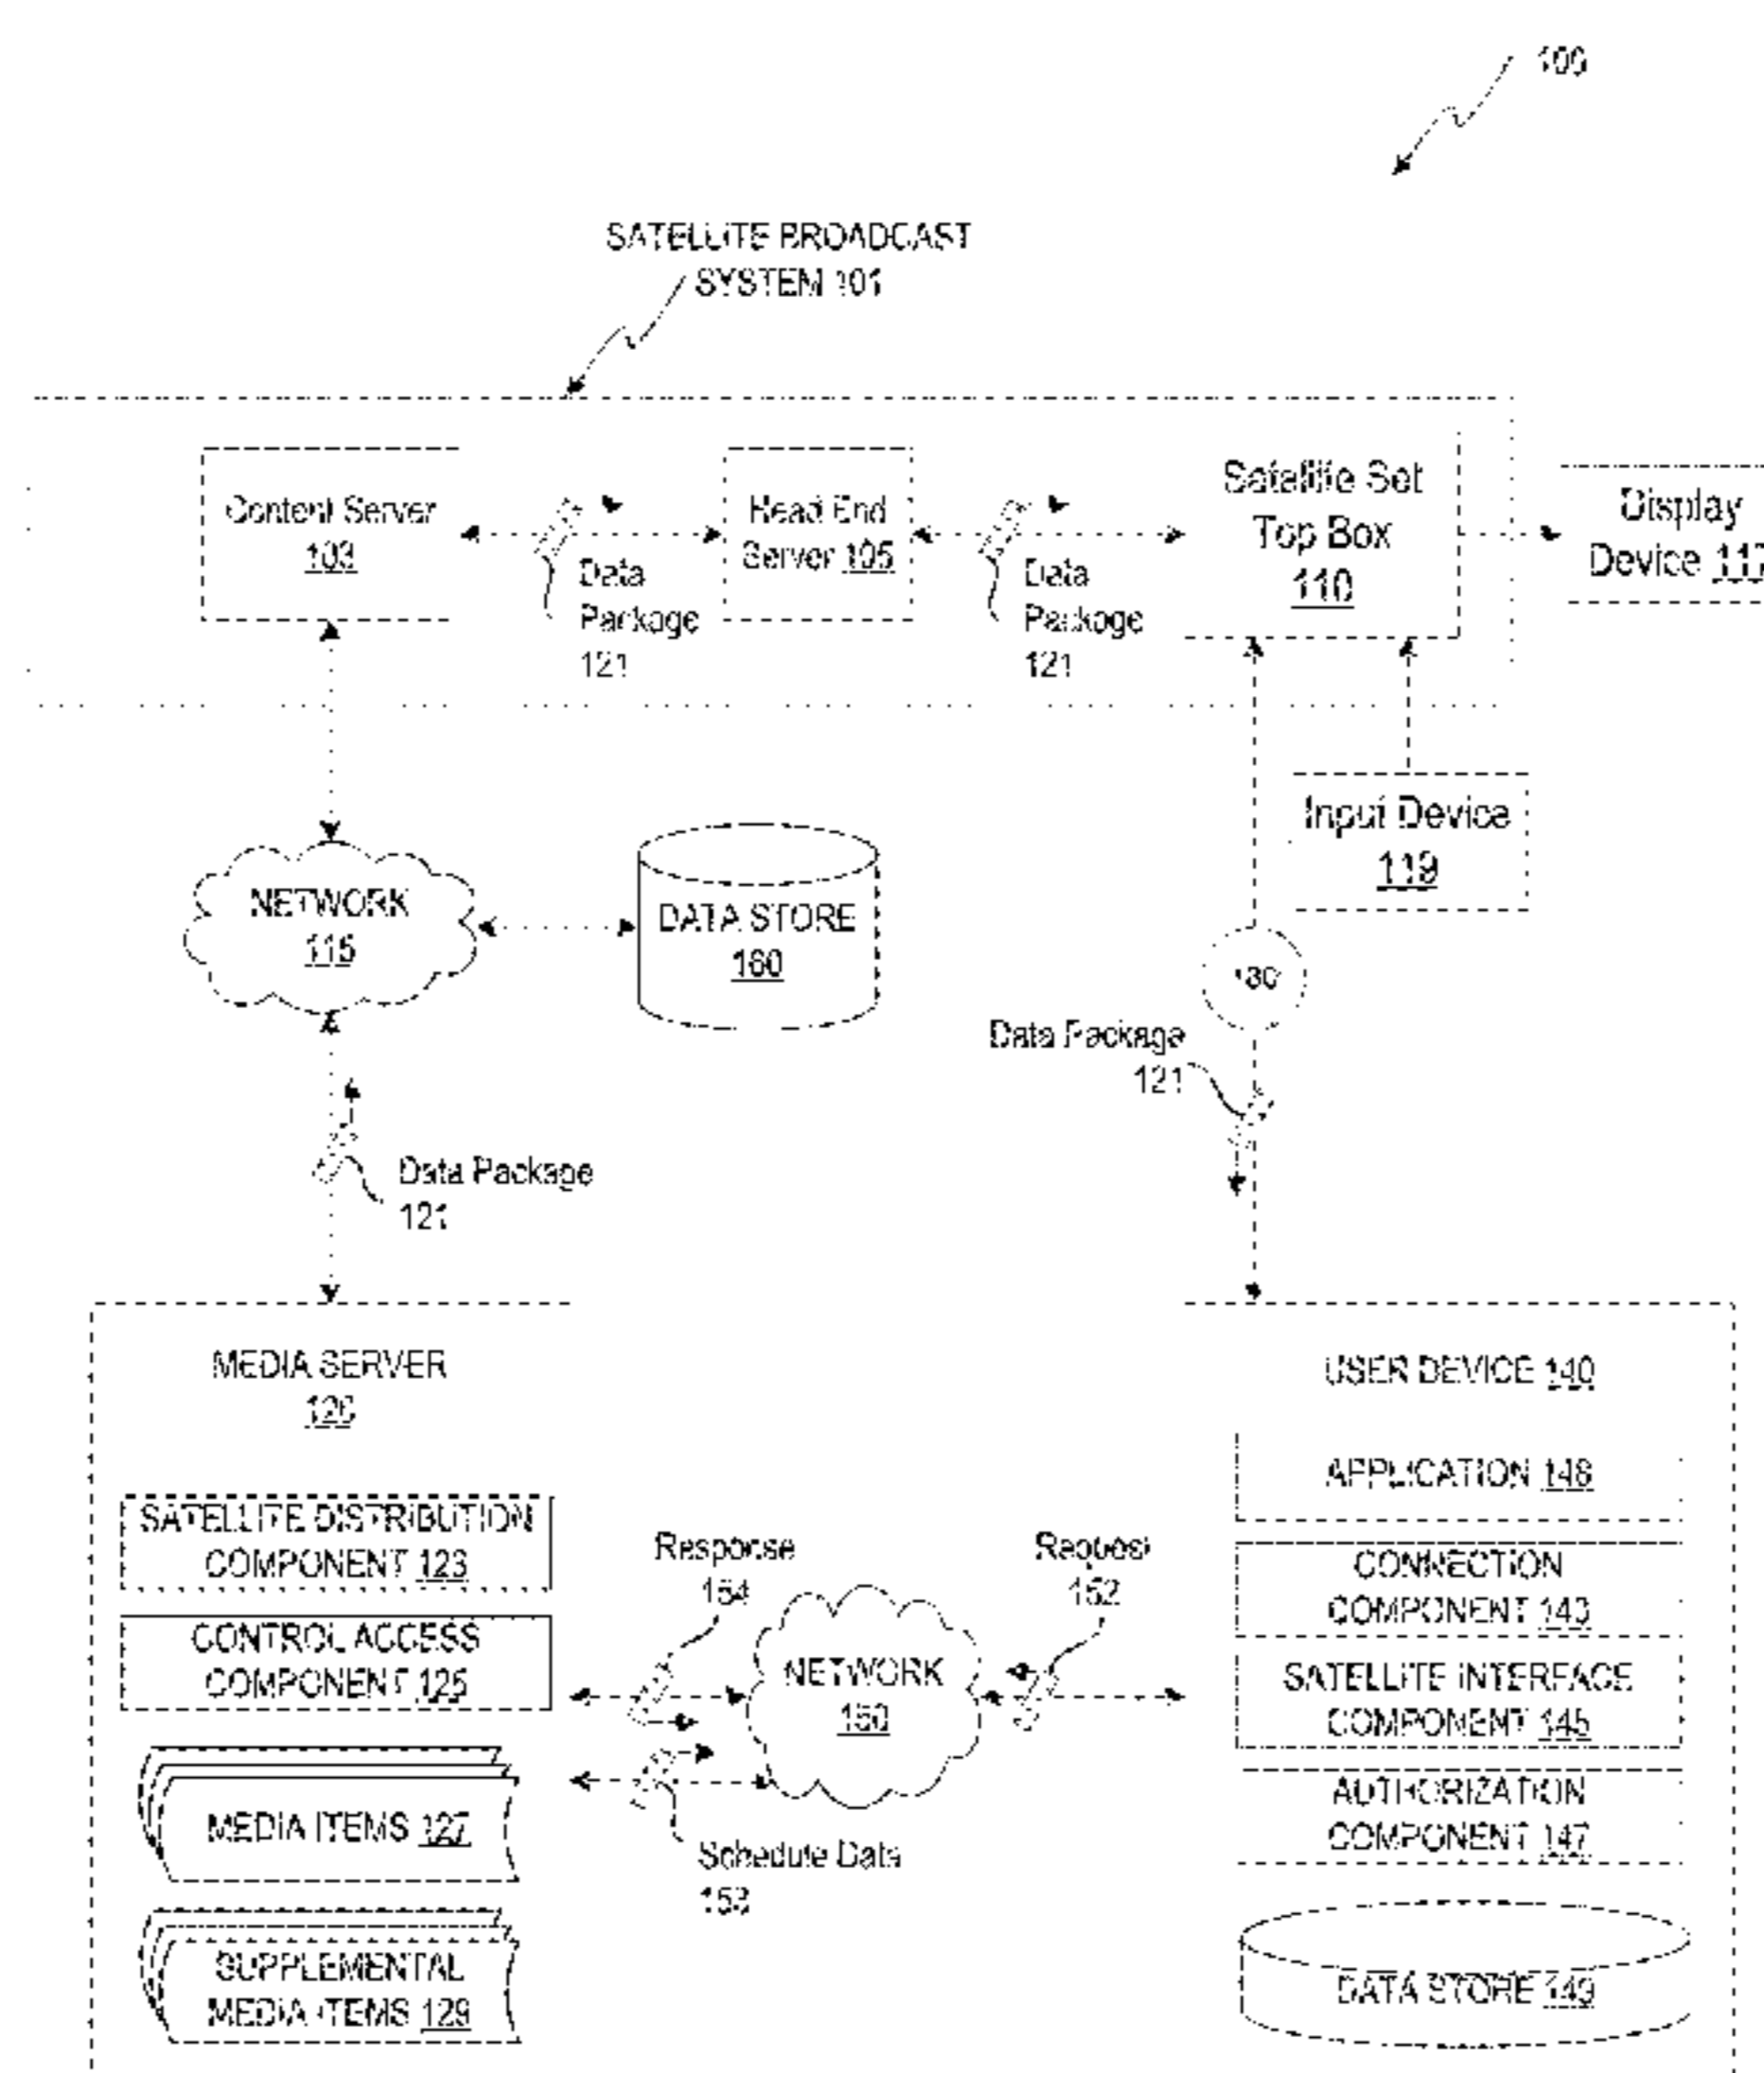 100
SATELLITE BROADCAST
SYSTEM 101
Content Server
103
Data
Package
121
Head End
Server 105
Data
Package
121
Satellite Set
Top Box
110
Display
Device 117
Input Device
119
NETWORK
115
DATA STORE
160
Data Package
121
Data Package
121
MEDIA SERVER
SATELLITE DISTRIBUTION
COMPONENT 123
CONTROL ACCESS
COMPONENT 125
MEDIA ITEMS 127
SUPPLEMENTAL
MEDIA ITEMS 129
Response
154
Request
152
NETWORK
150
Schedule Data
USER DEVICE 140
APPLICATION
CONNECTION
COMPONENT 143
SATELLITE INTERFACE
COMPONENT 145
AUTHORIZATION
COMPONENT 147
DATA STORE 149